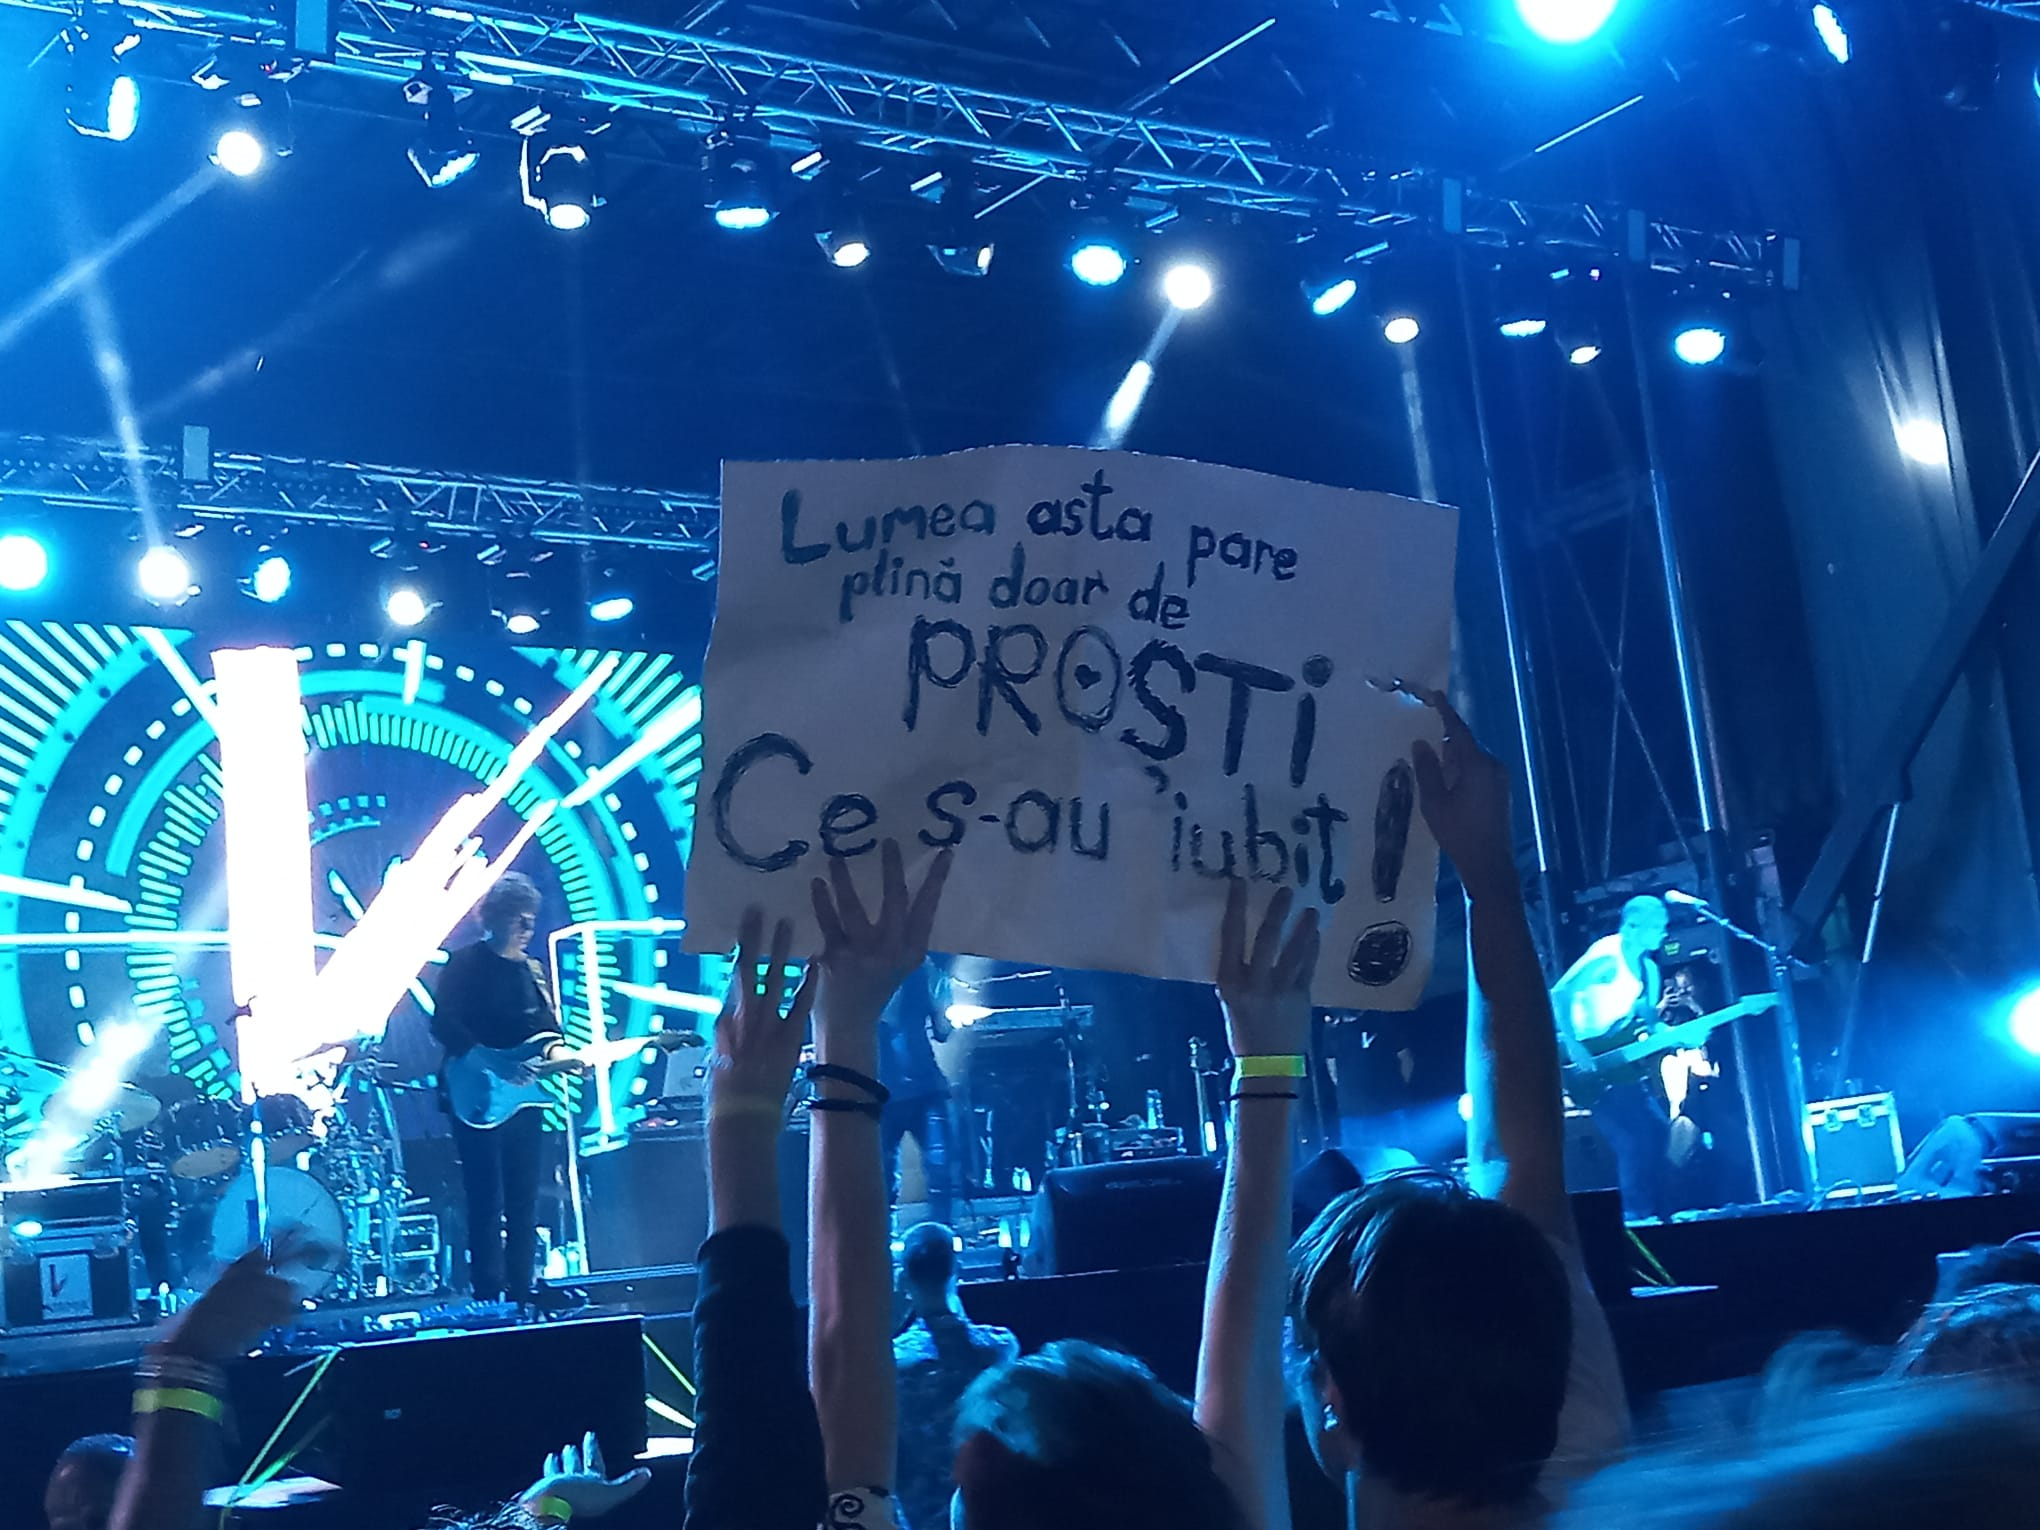 Lumea asta pare
plină doar de
PROȘTi
Ce s-au iubit!